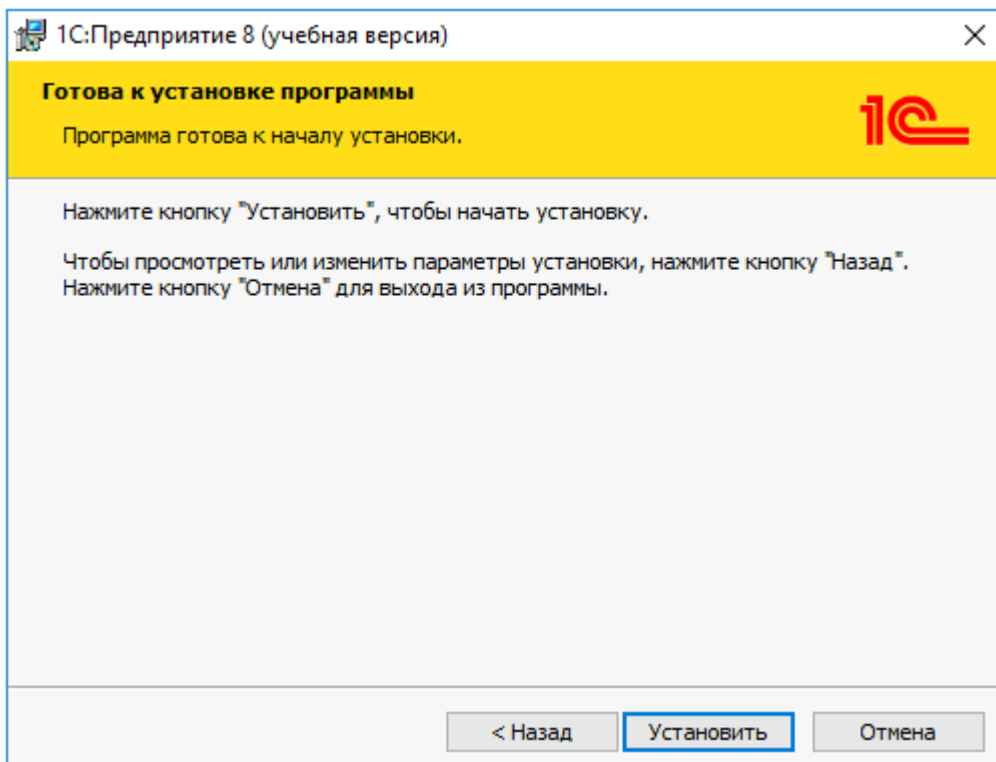 1С:Предприятие 8 (учебная версия)
Готова к установке программы
Программа готова к началу установки.
1С
Нажмите кнопку "Установить", чтобы начать установку.
Чтобы просмотреть или изменить параметры установки, нажмите кнопку "Назад".
Нажмите кнопку "Отмена" для выхода из программы.
< Назад
Установить
Отмена